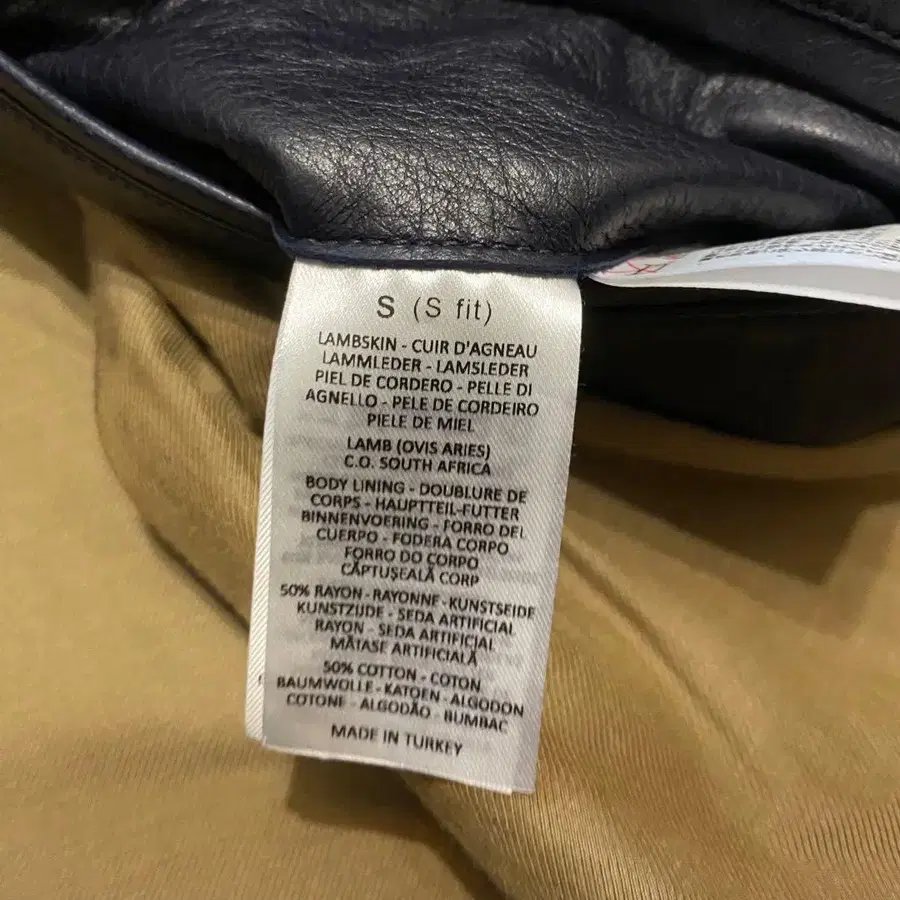 S (S fit)
LAMBSKIN - CUIR D'AGNEAU
LAMMLEDER - LAMSLEDER
PIEL DE CORDERO - PELLE DI
AGNELLO - PELE DE CORDEIRO
PIELE DE MIEL
LAMB (OVIS ARIES)
C.O. SOUTH AFRICA
BODY LINING - DOUBLURE DE
CORPS - HAUPTTEIL-FUTTER
BINNENVOERING - FORRO DEL
CUERPO - FODERA CORPO
FORRO DO CORPO
CĂPTUȘEALĂ CORP
50% RAYON - RAYONNE - KUNSTSEIDE
KUNSTZIJDE - SEDA ARTIFICIAL
RAYON - SEDA ARTIFICIAL
MĂTASE ARTIFICIALĂ
50% COTTON - COTON
BAUMWOLLE - KATOEN - ALGODON
COTONE - ALGODÃO - BUMBAC
MADE IN TURKEY